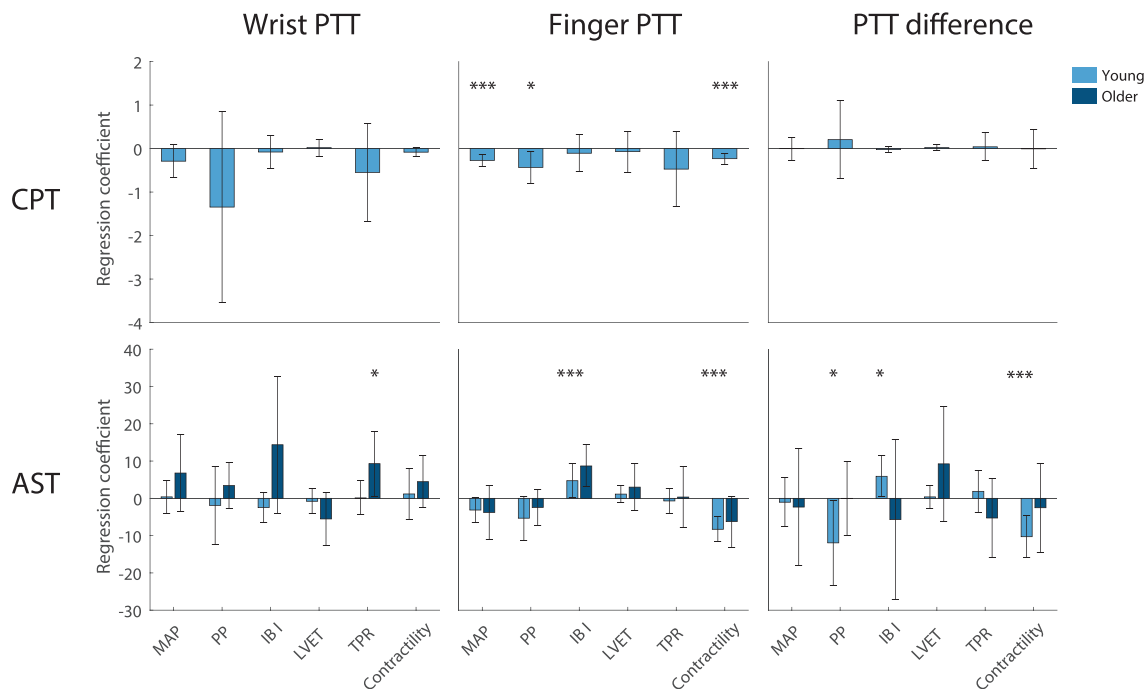 Wrist PTT Finger PTT PTT difference
Young
Older
CPT
Regression coefficient
2
1
0
-1
-2
-3
-4
*** * ***
AST
Regression coefficient
40
30
20
10
0
-10
-20
-30
* *** *** * * ***
MAP PP IBI LVET TPR Contractility MAP PP IBI LVET TPR Contractility MAP PP IBI LVET TPR Contractility